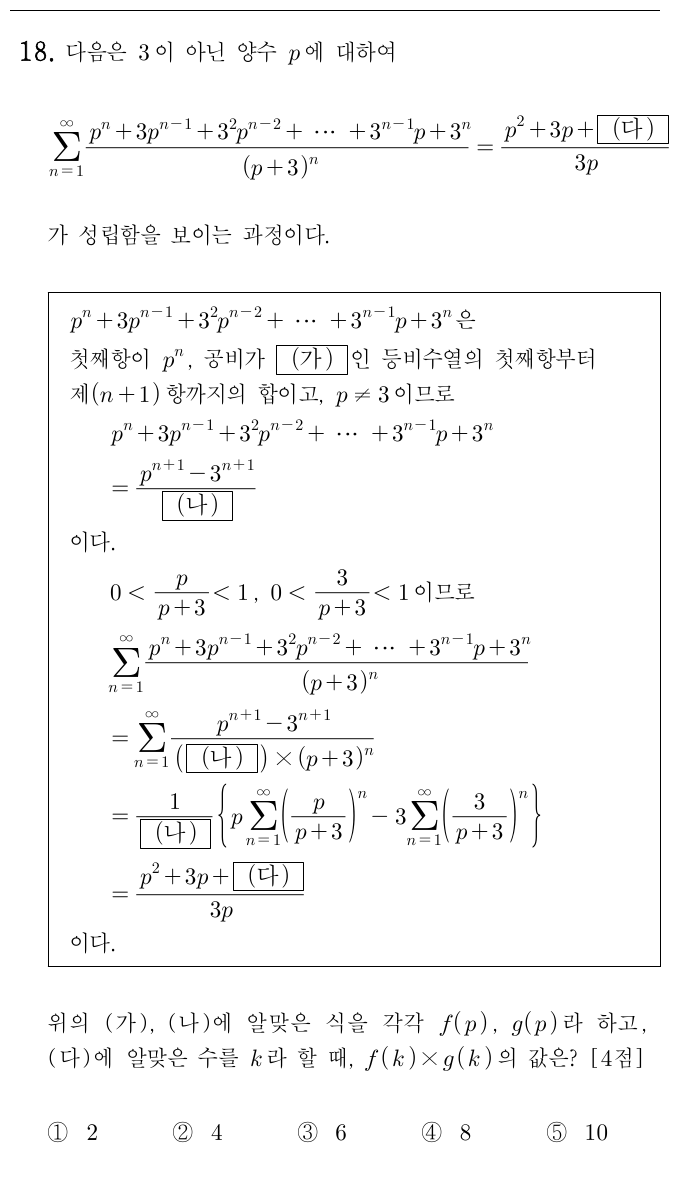 18. 다음은 3이 아닌 양수 p에 대하여
$\sum_{n=1}^{\infty} \frac{p^n+3p^{n-1}+3^2p^{n-2}+\cdots+3^{n-1}p+3^n}{(p+3)^n} = \frac{p^2+3p+\boxed{(다)}}{3p}$
가 성립함을 보이는 과정이다.
$p^n+3p^{n-1}+3^2p^{n-2}+\cdots+3^{n-1}p+3^n$은
첫째항이 $p^n$, 공비가 $\boxed{(가)}$인 등비수열의 첫째항부터
제(n+1)항까지의 합이고, $p \neq 3$이므로
$p^n+3p^{n-1}+3^2p^{n-2}+\cdots+3^{n-1}p+3^n$
$= \frac{p^{n+1}-3^{n+1}}{\boxed{(나)}}$
이다.
$0 < \frac{p}{p+3} < 1, \ 0 < \frac{3}{p+3} < 1$이므로
$\sum_{n=1}^{\infty} \frac{p^n+3p^{n-1}+3^2p^{n-2}+\cdots+3^{n-1}p+3^n}{(p+3)^n}$
$= \sum_{n=1}^{\infty} \frac{p^{n+1}-3^{n+1}}{(\boxed{(나)}) \times (p+3)^n}$
$= \frac{1}{\boxed{(나)}} \left\{ p\sum_{n=1}^{\infty} \left(\frac{p}{p+3}\right)^n - 3\sum_{n=1}^{\infty} \left(\frac{3}{p+3}\right)^n \right\}$
$= \frac{p^2+3p+\boxed{(다)}}{3p}$
이다.
위의 (가), (나)에 알맞은 식을 각각 f(p), g(p)라 하고,
(다)에 알맞은 수를 k라 할 때, f(k)×g(k)의 값은? [4점]
① 2 ② 4 ③ 6 ④ 8 ⑤ 10